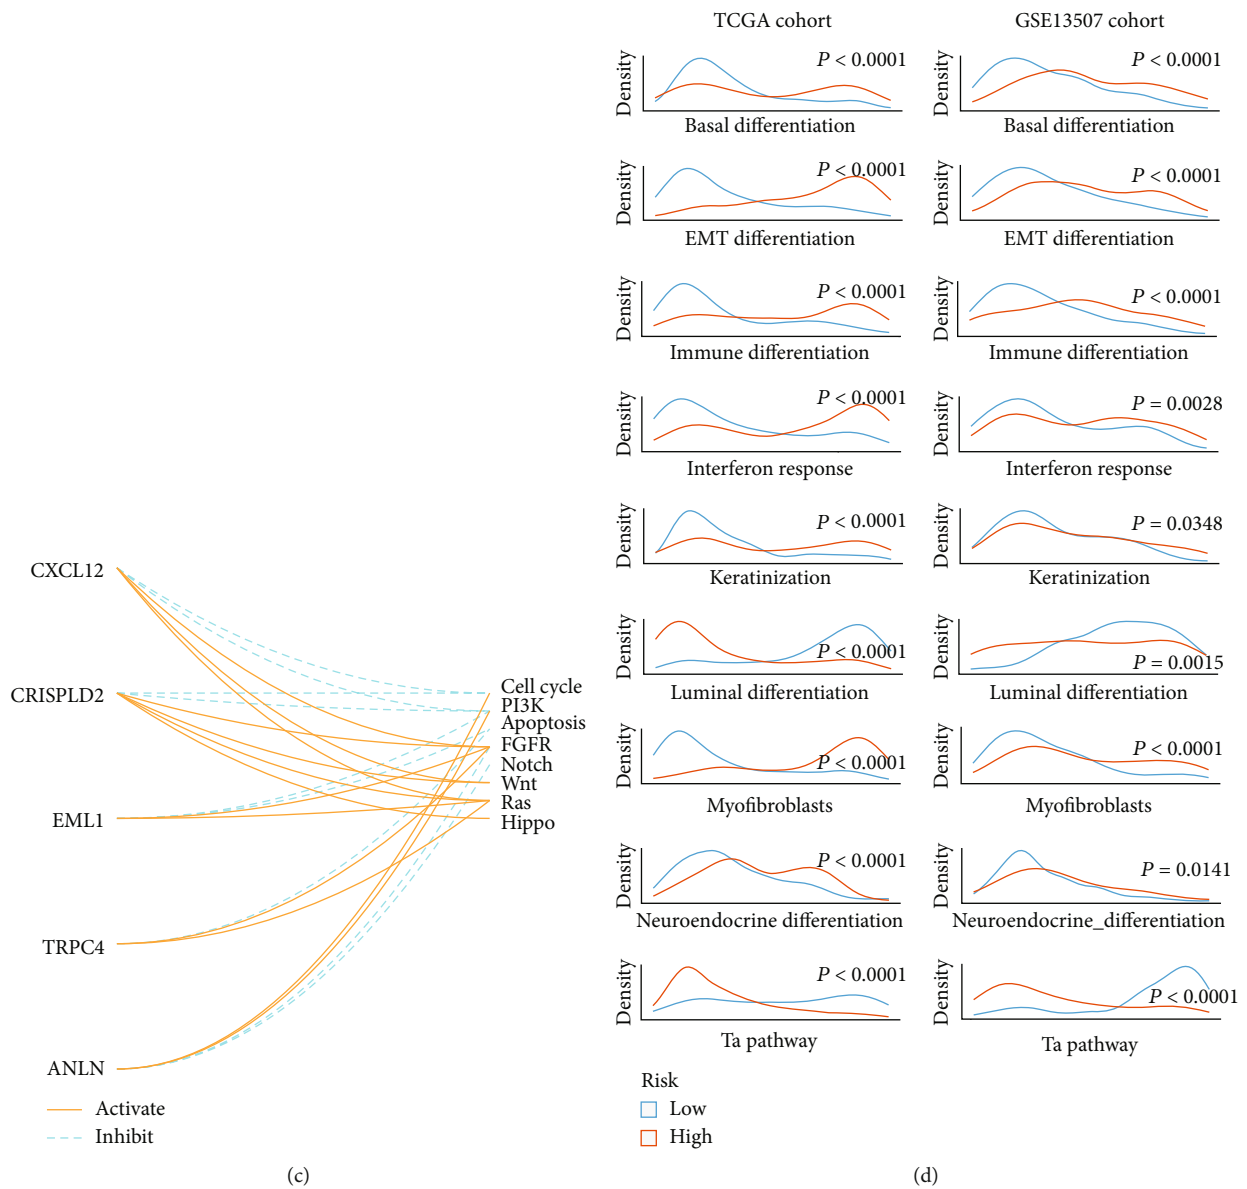 CXCL12
CRISPLD2
EML1
TRPC4
ANLN
Cell cycle
PI3K
Apoptosis
FGFR
Notch
Wnt
Ras
Hippo
Activate
Inhibit
(c)
TCGA cohort
GSE13507 cohort
Density
P < 0.0001
Basal differentiation
Density
P < 0.0001
Basal differentiation
Density
P < 0.0001
EMT differentiation
Density
P < 0.0001
EMT differentiation
Density
P < 0.0001
Immune differentiation
Density
P < 0.0001
Immune differentiation
Density
P < 0.0001
Interferon response
Density
P = 0.0028
Interferon response
Density
P < 0.0001
Keratinization
Density
P = 0.0348
Keratinization
Density
P < 0.0001
Luminal differentiation
Density
P = 0.0015
Luminal differentiation
Density
P < 0.0001
Myofibroblasts
Density
P < 0.0001
Myofibroblasts
Density
P < 0.0001
Neuroendocrine differentiation
Density
P = 0.0141
Neuroendocrine_differentiation
Density
P < 0.0001
Ta pathway
Density
P < 0.0001
Ta pathway
Risk
Low
High
(d)